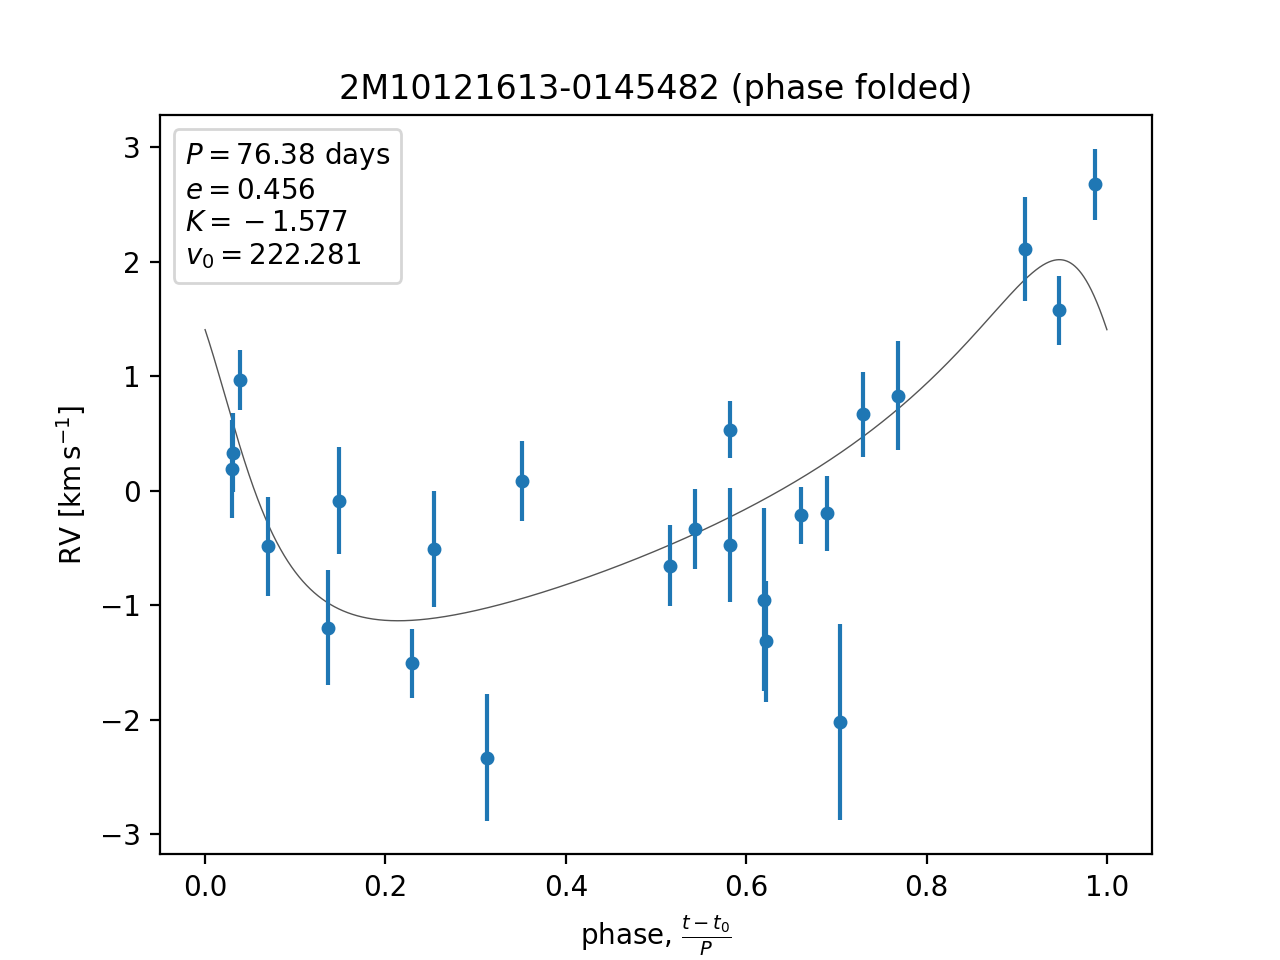 2M10121613-0145482 (phase folded)
P = 76.38 days
e = 0.456
K = −1.577
v₀ = 222.281
3
2
1
0
−1
−2
−3
RV [km s⁻¹]
0.0 0.2 0.4 0.6 0.8 1.0
phase, (t − t₀)/P